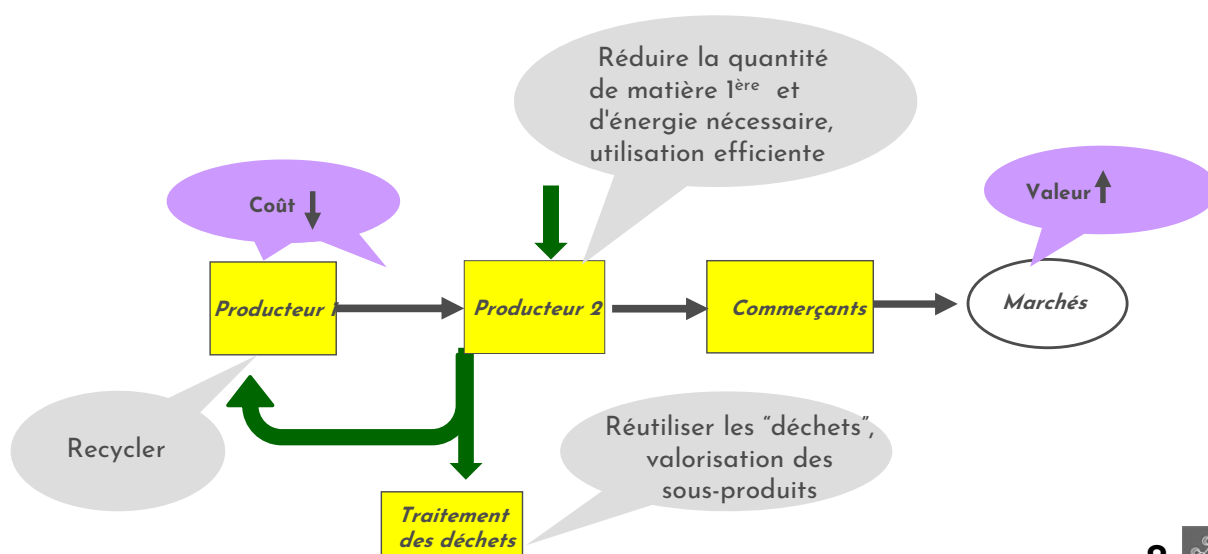 Réduire la quantité
de matière 1ère et
d'énergie nécessaire,
utilisation efficiente
Coût
Valeur
Producteur 1
Producteur 2
Commerçants
Marchés
Recycler
Réutiliser les “déchets”,
valorisation des
sous-produits
Traitement
des déchets